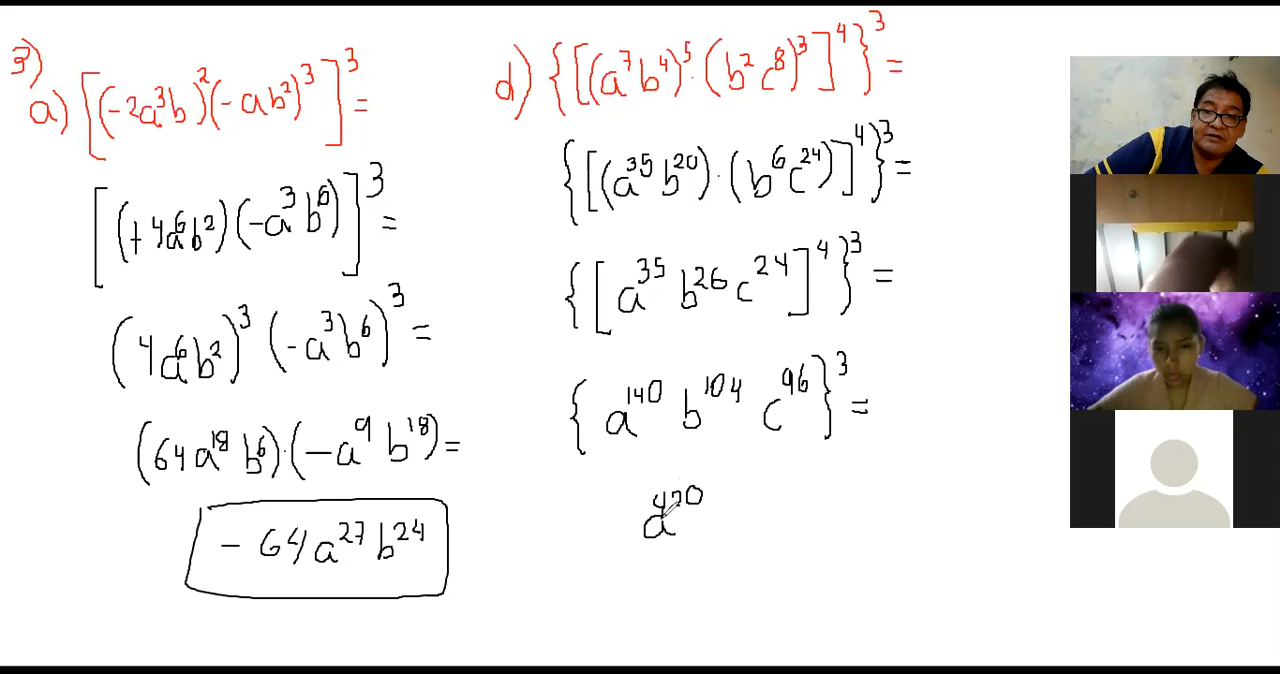 3)
a) [(-2a³b)²(-ab²)³]³ =
[(+4a⁶b²)(-a³b⁶)]³ =
(4a⁶b²)³ (-a³b⁶)³ =
(64a¹⁸b⁶)·(-a⁹b¹⁸) =
- 64a²⁷b²⁴
d) {[(a⁷b⁴)⁵·(b²c⁸)³]⁴}³ =
{[(a³⁵b²⁰)·(b⁶c²⁴)]⁴}³ =
{[a³⁵b²⁶c²⁴]⁴}³ =
{a¹⁴⁰b¹⁰⁴c⁹⁶}³ =
a⁴²⁰